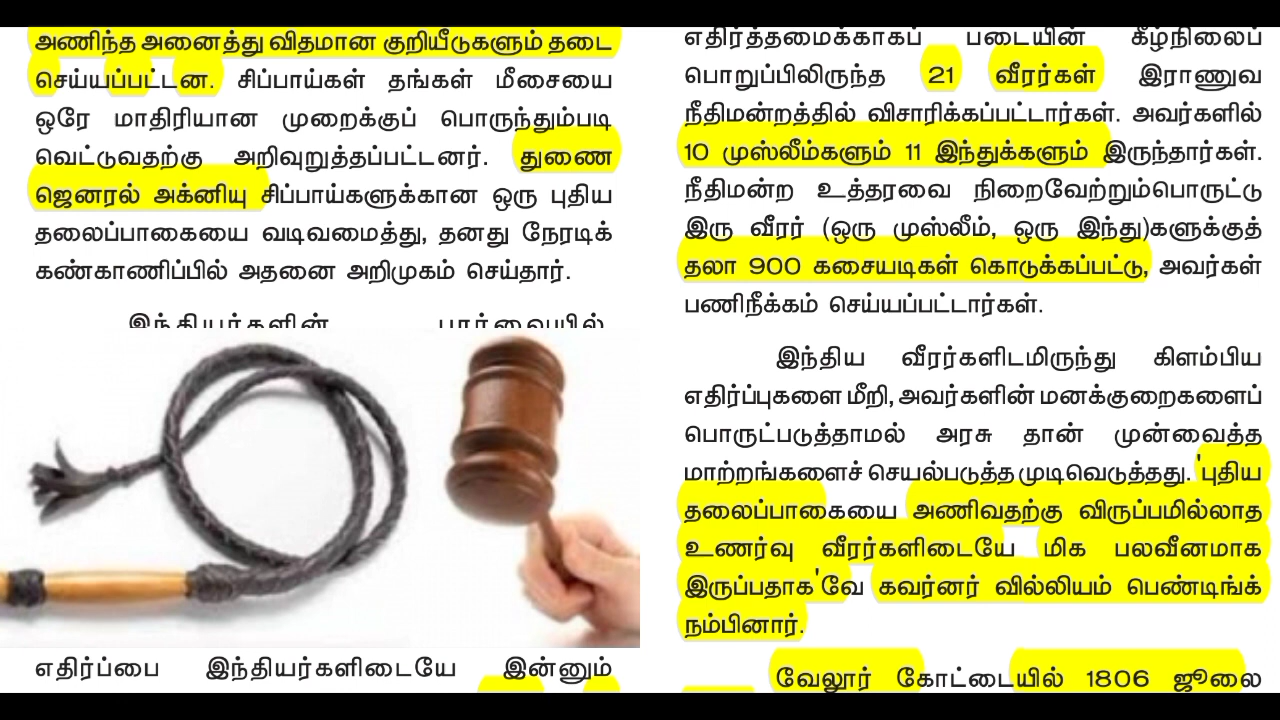 அணிந்த அனைத்து விதமான குறியீடுகளும் தடை
செய்யப்பட்டன. சிப்பாய்கள் தங்கள் மீசையை
ஒரே மாதிரியான முறைக்குப் பொருந்தும்படி
வெட்டுவதற்கு அறிவுறுத்தப்பட்டனர். துணை
ஜெனரல் அக்னியு சிப்பாய்களுக்கான ஒரு புதிய
தலைப்பாகையை வடிவமைத்து, தனது நேரடிக்
கண்காணிப்பில் அதனை அறிமுகம் செய்தார்.
இந்தியர்களின் பார்வையில்
எதிர்ப்பை இந்தியர்களிடையே இன்னும்
எதிர்த்தமைக்காகப் படையின் கீழ்நிலைப்
பொறுப்பிலிருந்த 21 வீரர்கள் இராணுவ
நீதிமன்றத்தில் விசாரிக்கப்பட்டார்கள். அவர்களில்
10 முஸ்லீம்களும் 11 இந்துக்களும் இருந்தார்கள்.
நீதிமன்ற உத்தரவை நிறைவேற்றும்பொருட்டு
இரு வீரர் (ஒரு முஸ்லீம், ஒரு இந்து)களுக்குத்
தலா 900 கசையடிகள் கொடுக்கப்பட்டு, அவர்கள்
பணிநீக்கம் செய்யப்பட்டார்கள்.
இந்திய வீரர்களிடமிருந்து கிளம்பிய
எதிர்ப்புகளை மீறி, அவர்களின் மனக்குறைகளைப்
பொருட்படுத்தாமல் அரசு தான் முன்வைத்த
மாற்றங்களைச் செயல்படுத்த முடிவெடுத்தது. 'புதிய
தலைப்பாகையை அணிவதற்கு விருப்பமில்லாத
உணர்வு வீரர்களிடையே மிக பலவீனமாக
இருப்பதாக'வே கவர்னர் வில்லியம் பெண்டிங்க்
நம்பினார்.
வேலூர் கோட்டையில் 1806 ஜூலை